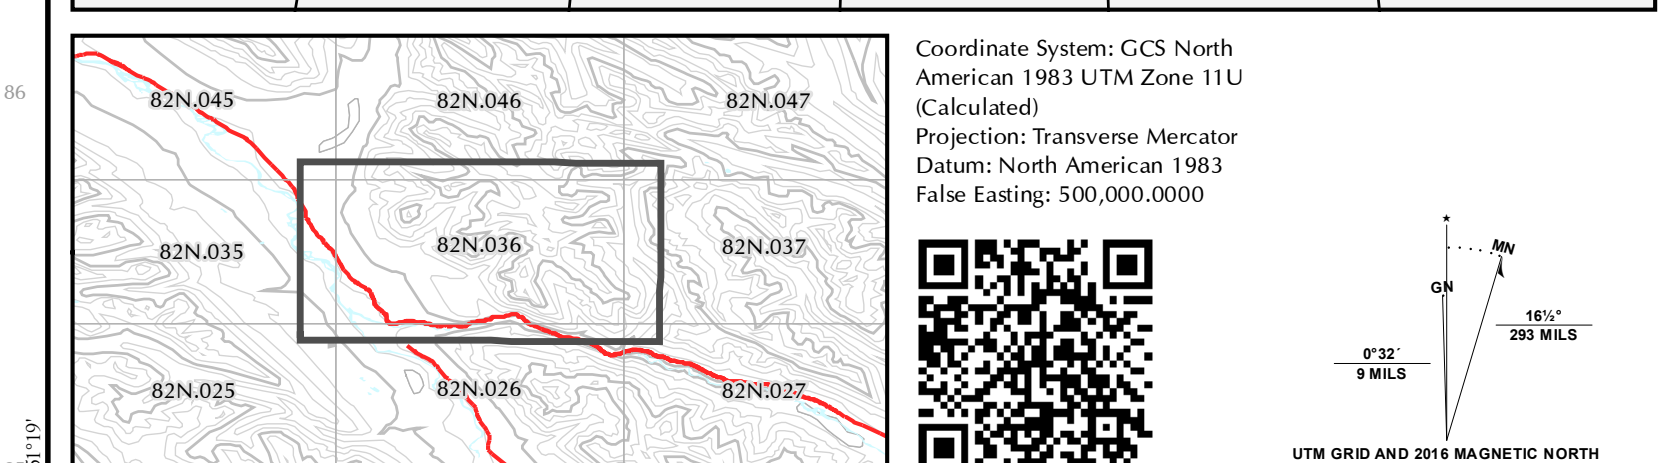 86
82N.045
82N.046
82N.047
82N.035
82N.036
82N.037
82N.025
82N.026
82N.027
Coordinate System: GCS North
American 1983 UTM Zone 11U
(Calculated)
Projection: Transverse Mercator
Datum: North American 1983
False Easting: 500,000.0000
MN
GN
16½°
293 MILS
0°32´
9 MILS
UTM GRID AND 2016 MAGNETIC NORTH
51°19'